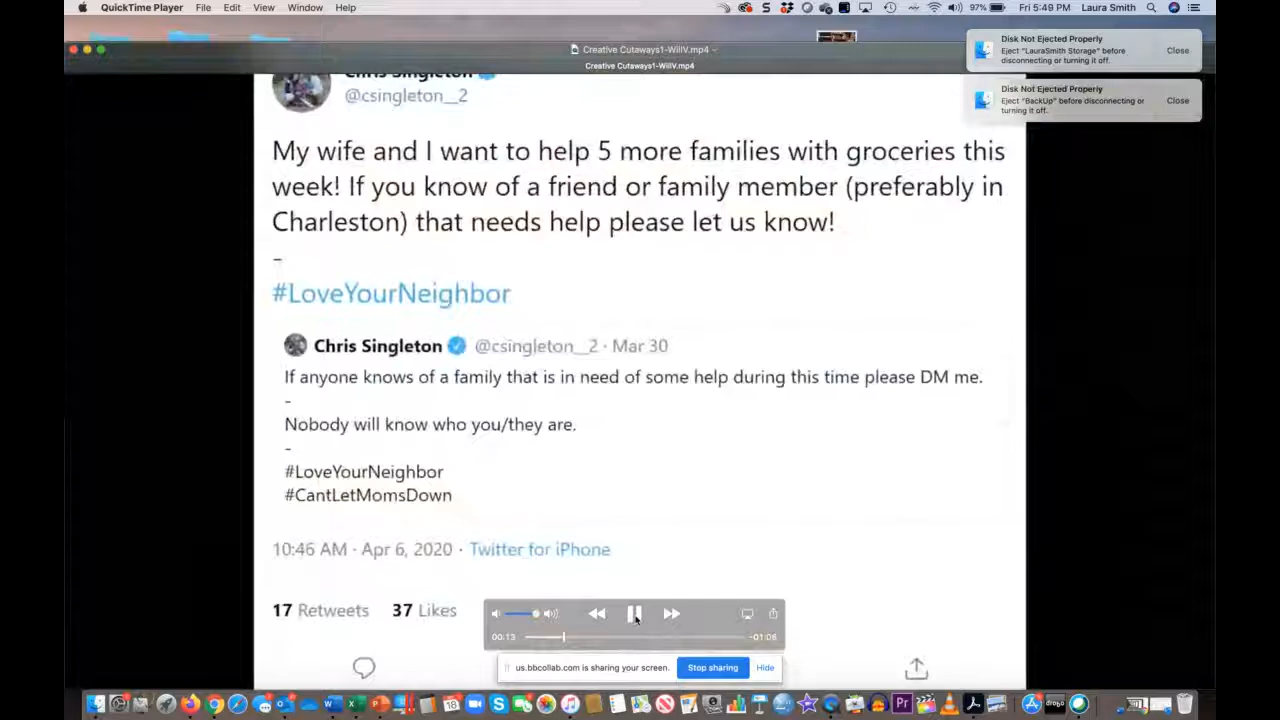 QuickTime Player File Edit View Window Help 97% Fri 5:49 PM Laura Smith
Creative Cutaways1-WillV.mp4
Creative Cutaways1-WillV.mp4
Disk Not Ejected Properly
Eject "LauraSmith Storage" before
disconnecting or turning it off.
Close
Disk Not Ejected Properly
Eject "BackUp" before disconnecting or
turning it off.
Close
Chris Singleton
@csingleton__2
My wife and I want to help 5 more families with groceries this
week! If you know of a friend or family member (preferably in
Charleston) that needs help please let us know!
-
#LoveYourNeighbor
Chris Singleton @csingleton__2 · Mar 30
If anyone knows of a family that is in need of some help during this time please DM me.
-
Nobody will know who you/they are.
-
#LoveYourNeighbor
#CantLetMomsDown
10:46 AM · Apr 6, 2020 · Twitter for iPhone
17 Retweets 37 Likes
00:13 -01:06
us.bbcollab.com is sharing your screen. Stop sharing Hide